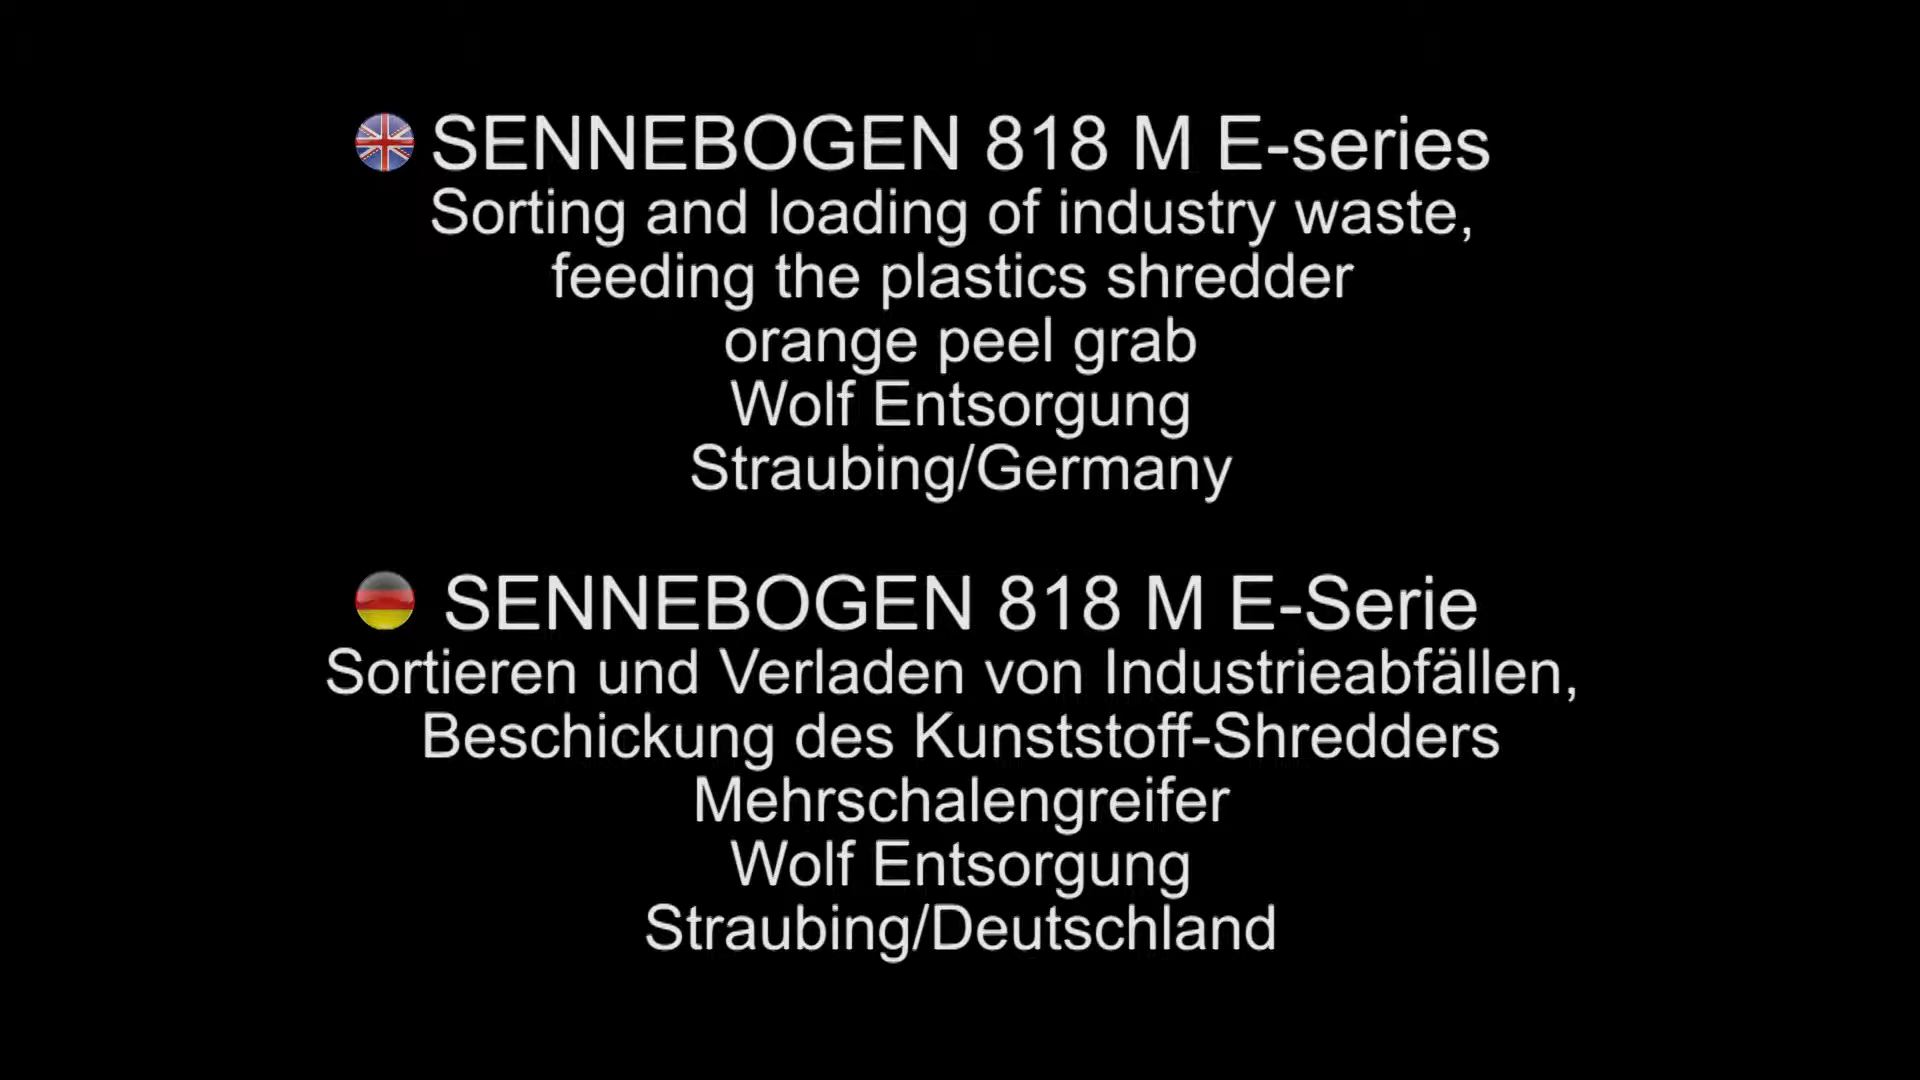 SENNEBOGEN 818 M E-series
Sorting and loading of industry waste,
feeding the plastics shredder
orange peel grab
Wolf Entsorgung
Straubing/Germany
SENNEBOGEN 818 M E-Serie
Sortieren und Verladen von Industrieabfällen,
Beschickung des Kunststoff-Shredders
Mehrschalengreifer
Wolf Entsorgung
Straubing/Deutschland